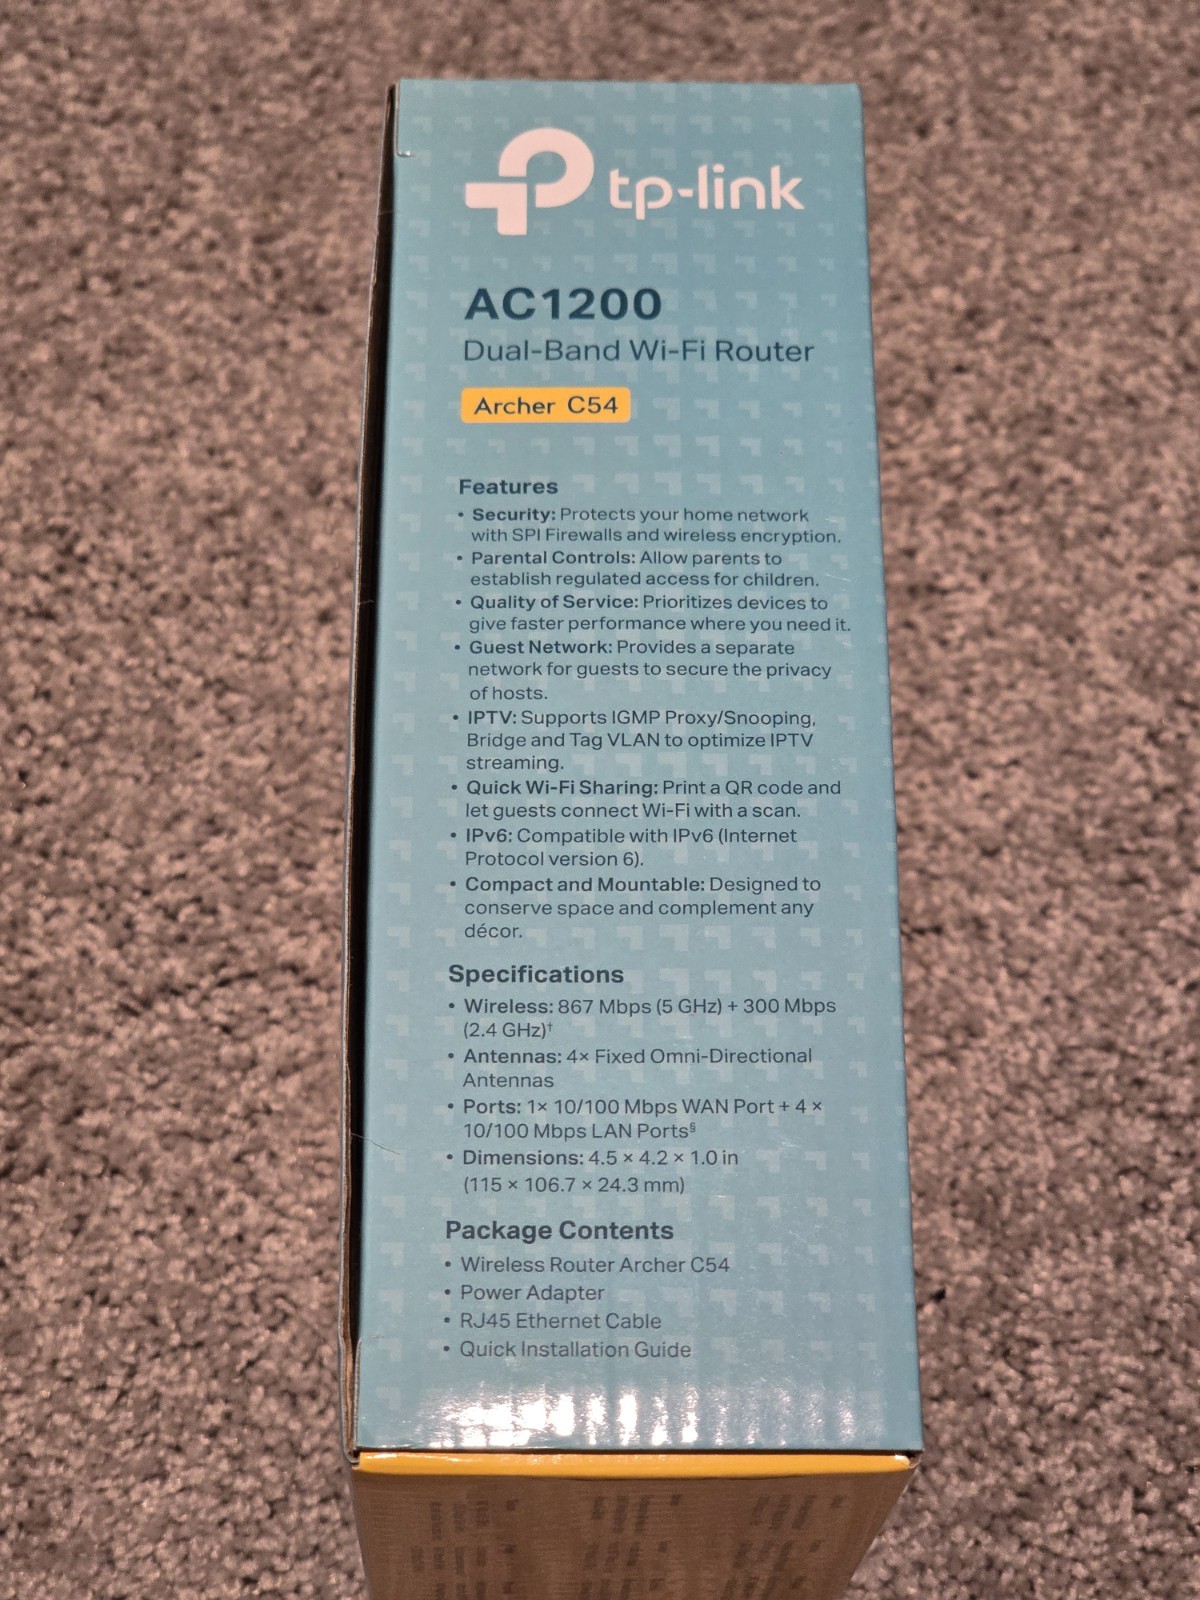 tp-link
AC1200
Dual-Band Wi-Fi Router
Archer C54
Features
• Security: Protects your home network
with SPI Firewalls and wireless encryption.
• Parental Controls: Allow parents to
establish regulated access for children.
• Quality of Service: Prioritizes devices to
give faster performance where you need it.
• Guest Network: Provides a separate
network for guests to secure the privacy
of hosts.
• IPTV: Supports IGMP Proxy/Snooping,
Bridge and Tag VLAN to optimize IPTV
streaming.
• Quick Wi-Fi Sharing: Print a QR code and
let guests connect Wi-Fi with a scan.
• IPv6: Compatible with IPv6 (Internet
Protocol version 6).
• Compact and Mountable: Designed to
conserve space and complement any
décor.
Specifications
• Wireless: 867 Mbps (5 GHz) + 300 Mbps
(2.4 GHz)†
• Antennas: 4× Fixed Omni-Directional
Antennas
• Ports: 1× 10/100 Mbps WAN Port + 4 ×
10/100 Mbps LAN Ports§
• Dimensions: 4.5 × 4.2 × 1.0 in
(115 × 106.7 × 24.3 mm)
Package Contents
• Wireless Router Archer C54
• Power Adapter
• RJ45 Ethernet Cable
• Quick Installation Guide